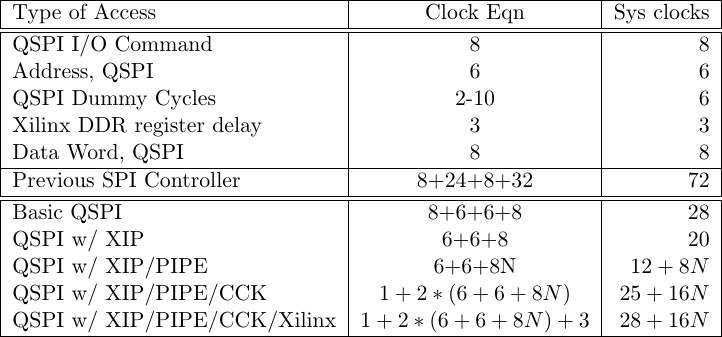 Type of Access Clock Eqn Sys clocks
QSPI I/O Command 8 8
Address, QSPI 6 6
QSPI Dummy Cycles 2-10 6
Xilinx DDR register delay 3 3
Data Word, QSPI 8 8
Previous SPI Controller 8+24+8+32 72
Basic QSPI 8+6+6+8 28
QSPI w/ XIP 6+6+8 20
QSPI w/ XIP/PIPE 6+6+8N 12 + 8N
QSPI w/ XIP/PIPE/CCK 1 + 2 * (6 + 6 + 8N) 25 + 16N
QSPI w/ XIP/PIPE/CCK/Xilinx 1 + 2 * (6 + 6 + 8N) + 3 28 + 16N